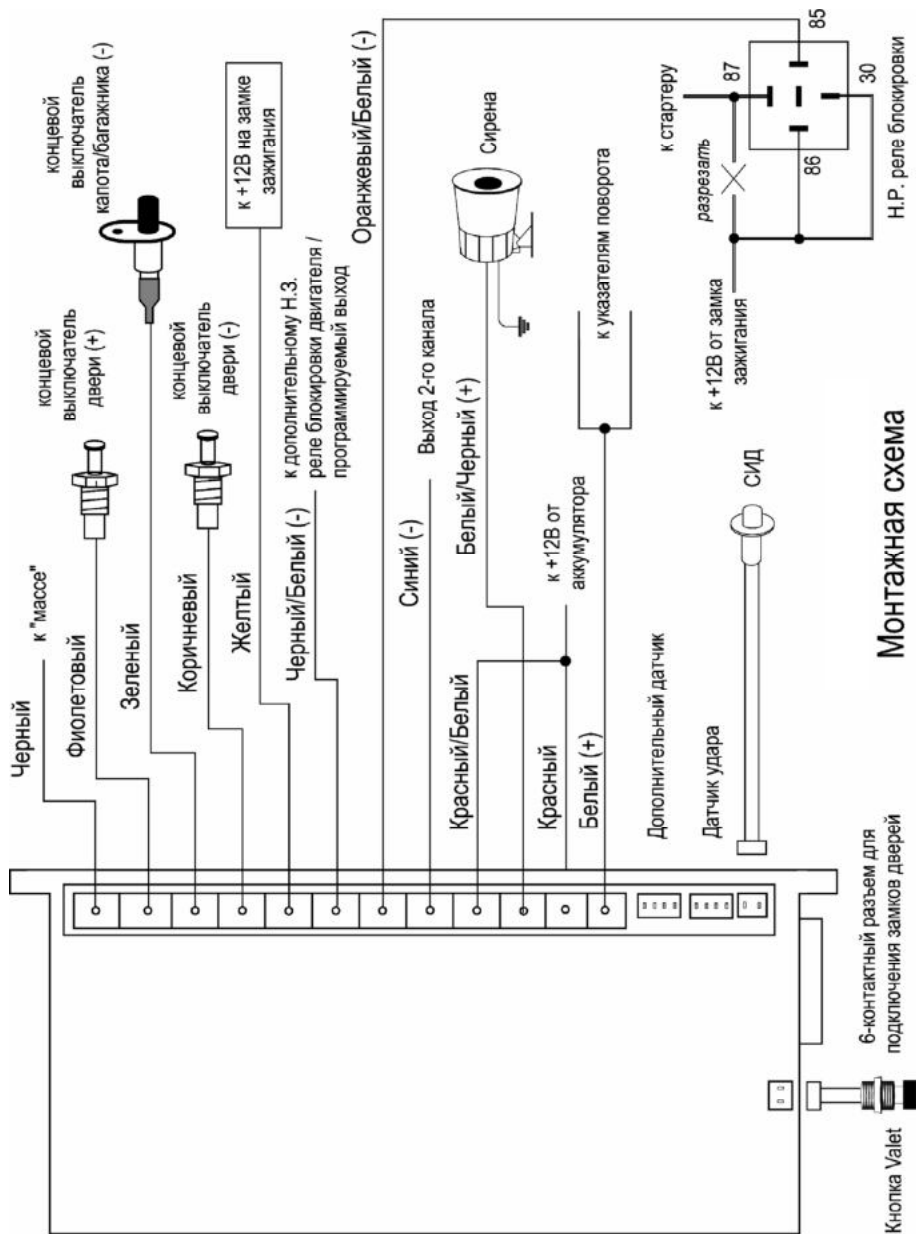 Черный
к "массе"
Фиолетовый
концевой
выключатель
двери (+)
Зеленый
концевой
выключатель
капота/багажника (-)
Коричневый
концевой
выключатель
двери (-)
Желтый
к +12В на замке
зажигания
Черный/Белый (-)
к дополнительному Н.З.
реле блокировки двигателя /
программируемый выход
Оранжевый/Белый (-)
Синий (-)
Выход 2-го канала
Красный/Белый
Белый/Черный (+)
Сирена
Красный
к +12В от
аккумулятора
Белый (+)
к указателям поворота
Дополнительный датчик
Датчик удара
СИД
к стартеру
разрезать
к +12В от замка
зажигания
87
86
85
30
Н.Р. реле блокировки
Монтажная схема
6-контактный разъем для
подключения замков дверей
Кнопка Valet